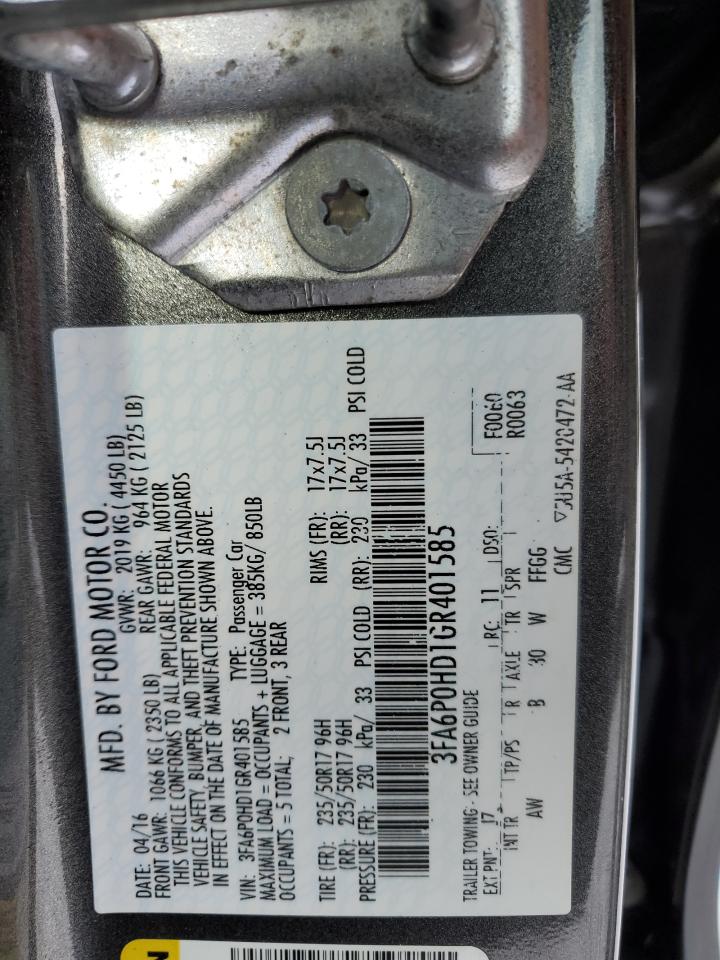 MFD. BY FORD MOTOR CO.
DATE: 04/16 GVWR: 2019 KG ( 4450 LB)
FRONT GAWR: 1066 KG ( 2350 LB) REAR GAWR: 964 KG ( 2125 LB)
THIS VEHICLE CONFORMS TO ALL APPLICABLE FEDERAL MOTOR
VEHICLE SAFETY, BUMPER, AND THEFT PREVENTION STANDARDS
IN EFFECT ON THE DATE OF MANUFACTURE SHOWN ABOVE.
VIN: 3FA6P0HD1GR401585 TYPE: Passenger Car
MAXIMUM LOAD = OCCUPANTS + LUGGAGE = 385KG/ 850LB
OCCUPANTS = 5 TOTAL; 2 FRONT, 3 REAR
TIRE (FR): 235/50R17 96H RIMS (FR): 17x7.5J
(RR): 235/50R17 96H (RR): 17x7.5J
PRESSURE (FR): 230 kPa/ 33 PSI COLD (RR): 230 kPa/ 33 PSI COLD
3FA6P0HD1GR401585
TRAILER TOWING - SEE OWNER GUIDE
EXT PNT: J7 RC: 11 DSO: F0060
R0063
INT TR TP/PS R AXLE TR SPR
AW B 30 W FFGG
CMC 5420472-AA
N